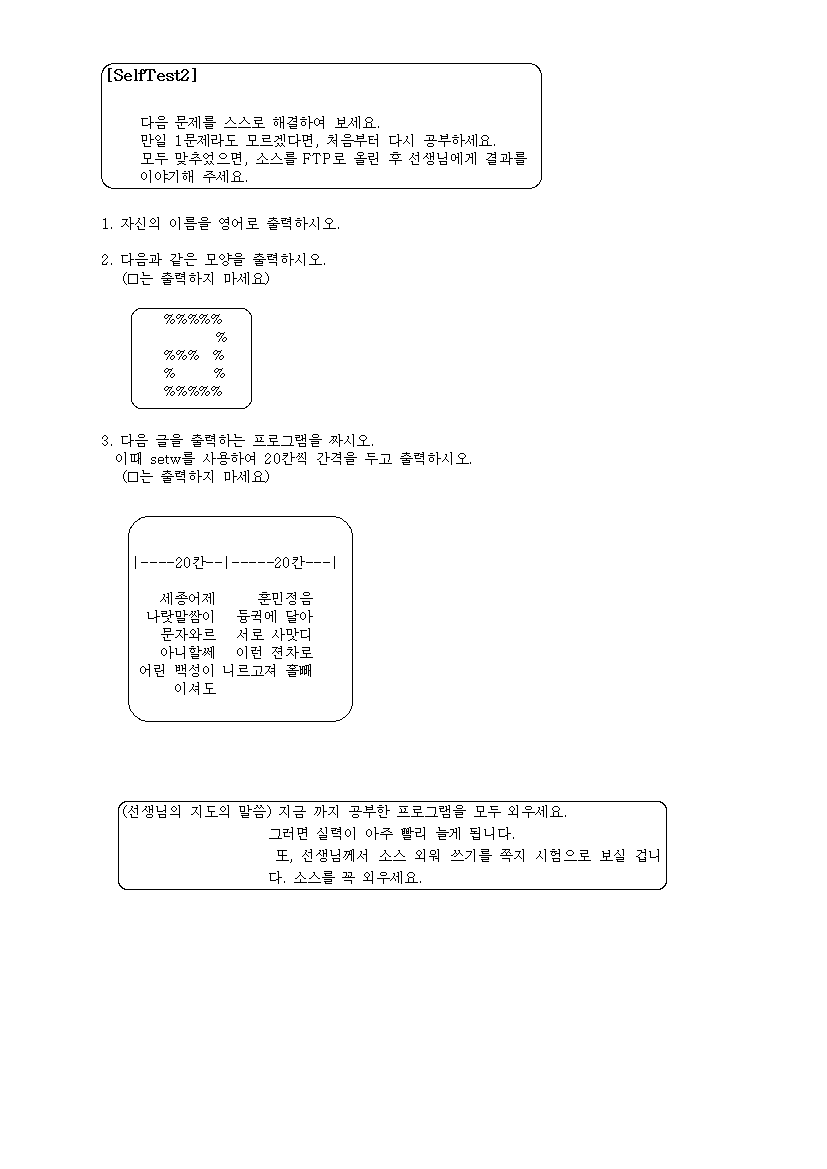 [SelfTest2]
다음 문제를 스스로 해결하여 보세요.
만일 1문제라도 모르겠다면, 처음부터 다시 공부하세요.
모두 맞추었으면, 소스를 FTP로 올린 후 선생님에게 결과를
이야기해 주세요.
1. 자신의 이름을 영어로 출력하시오.
2. 다음과 같은 모양을 출력하시오.
(□는 출력하지 마세요)
%%%%%
%
%%% %
% %
%%%%%
3. 다음 글을 출력하는 프로그램을 짜시오.
이때 setw를 사용하여 20칸씩 간격을 두고 출력하시오.
(□는 출력하지 마세요)
|----20칸--|-----20칸---|
세종어제 훈민정음
나랏말쌈이 듕귁에 달아
문자와르 서로 사맛디
아니할쎄 이런 젼차로
어린 백성이 니르고져 홀빼
이셔도
(선생님의 지도의 말씀) 지금 까지 공부한 프로그램을 모두 외우세요.
그러면 실력이 아주 빨리 늘게 됩니다.
또, 선생님께서 소스 외워 쓰기를 쪽지 시험으로 보실 겁니
다. 소스를 꼭 외우세요.